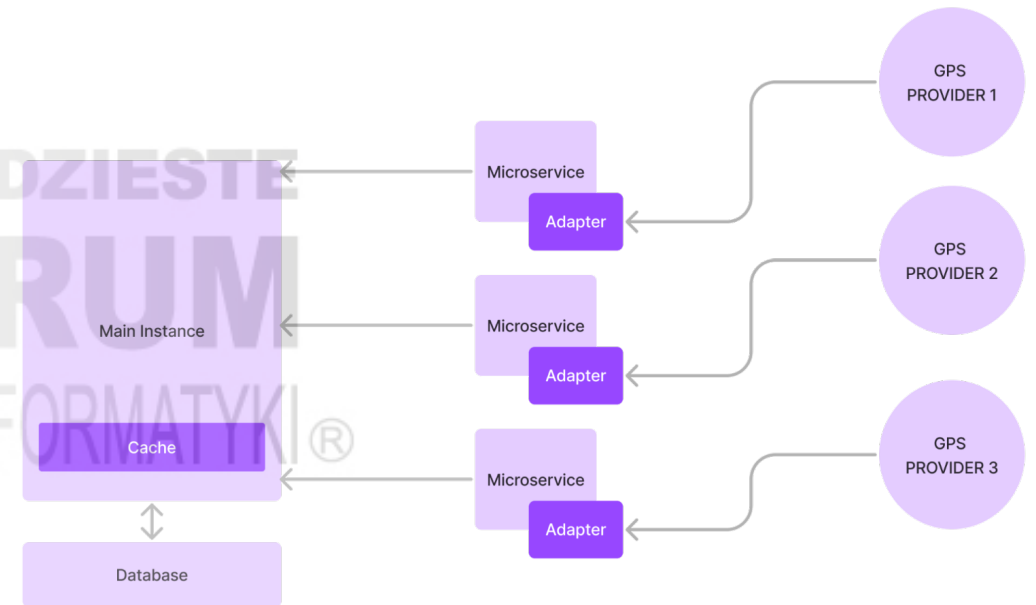 GPS
PROVIDER 1
Microservice
Adapter
DZIESTE
RUM
FORMATYKI ®
GPS
PROVIDER 2
Microservice
Adapter
Main Instance
Cache
GPS
PROVIDER 3
Microservice
Adapter
Database